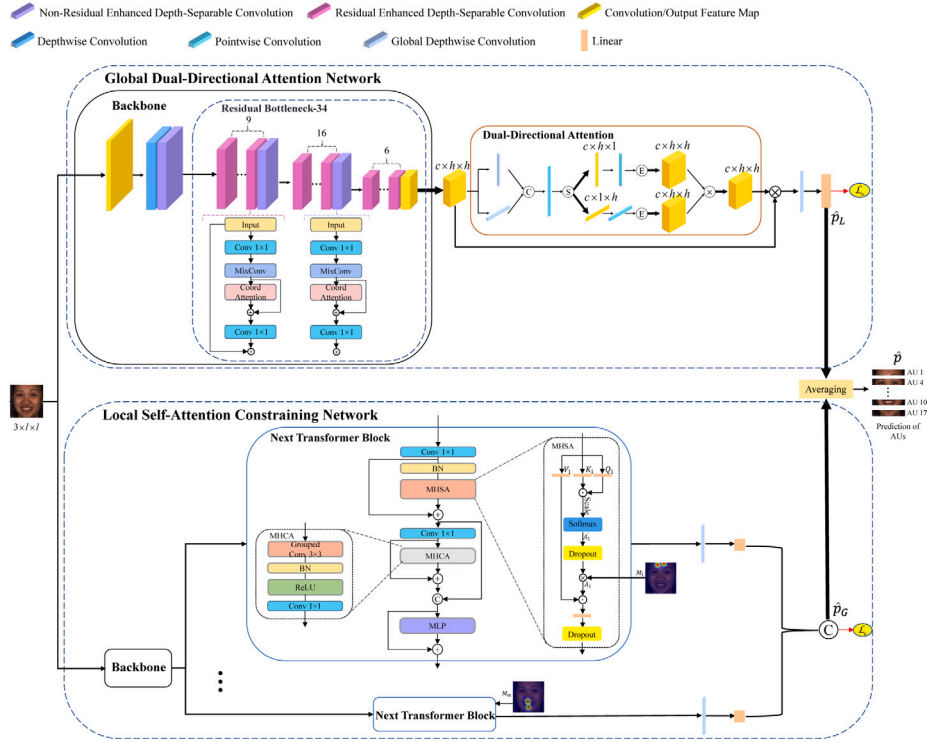 Non-Residual Enhanced Depth-Separable Convolution
Residual Enhanced Depth-Separable Convolution
Convolution/Output Feature Map
Depthwise Convolution
Pointwise Convolution
Global Depthwise Convolution
Linear
Global Dual-Directional Attention Network
Backbone
Residual Bottleneck-34
9
16
6
c×h×h
Dual-Directional Attention
c×h×1
c×1×h
C
S
E
E
c×h×h
c×h×h
×
c×h×h
p̂_L
Input
Conv 1×1
MixConv
Coord
Attention
Conv 1×1
Input
Conv 1×1
MixConv
Coord
Attention
Conv 1×1
3×l×l
Averaging
p̂
AU 1
AU 4
AU 10
AU 17
Prediction of
AUs
Local Self-Attention Constraining Network
Next Transformer Block
Conv 1×1
BN
MHSA
Conv 1×1
MHCA
C
MLP
MHCA
Grouped
Conv 3×3
BN
ReLU
Conv 1×1
MHSA
V₁
K₁
Q₁
Scale
Softmax
A₁
Dropout
M₁
Dropout
p̂_G
C
Backbone
Next Transformer Block
Mₘ